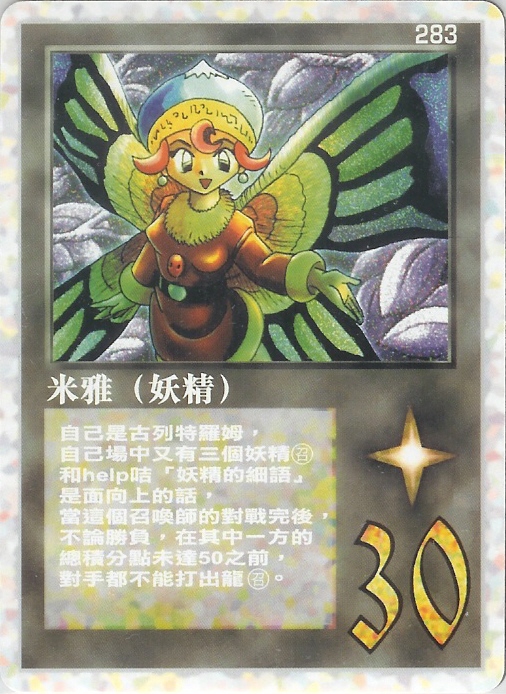 283
米雅（妖精）
自己是古列特羅姆，
自己場中又有三個妖精㊔
和help咭「妖精的細語」
是面向上的話，
當這個召喚師的對戰完後，
不論勝負，在其中一方的
總積分點未達50之前，
對手都不能打出龍(召)。
30